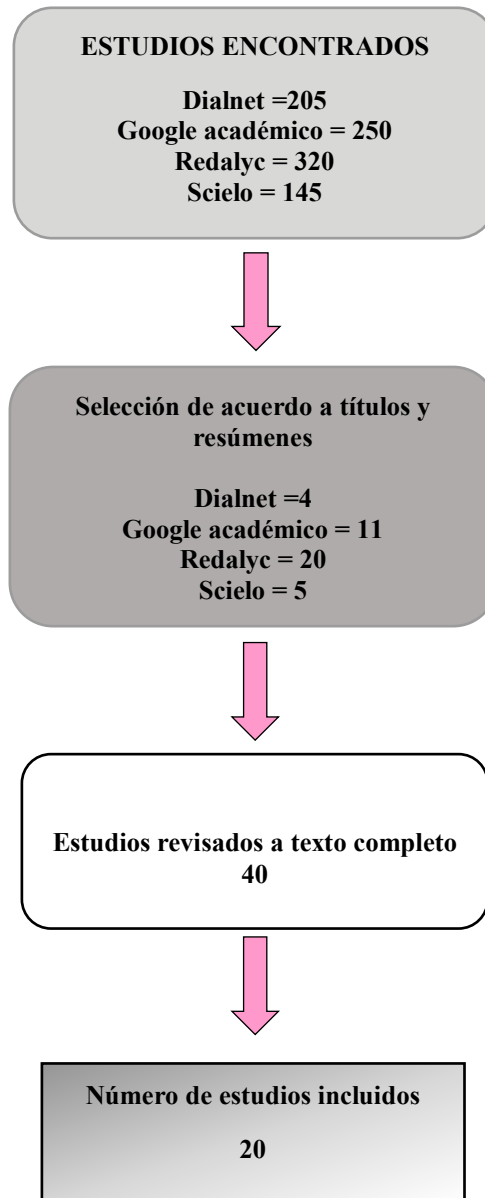 ESTUDIOS ENCONTRADOS
Dialnet =205
Google académico = 250
Redalyc = 320
Scielo = 145
Selección de acuerdo a títulos y
resúmenes
Dialnet =4
Google académico = 11
Redalyc = 20
Scielo = 5
Estudios revisados a texto completo
40
Número de estudios incluidos
20